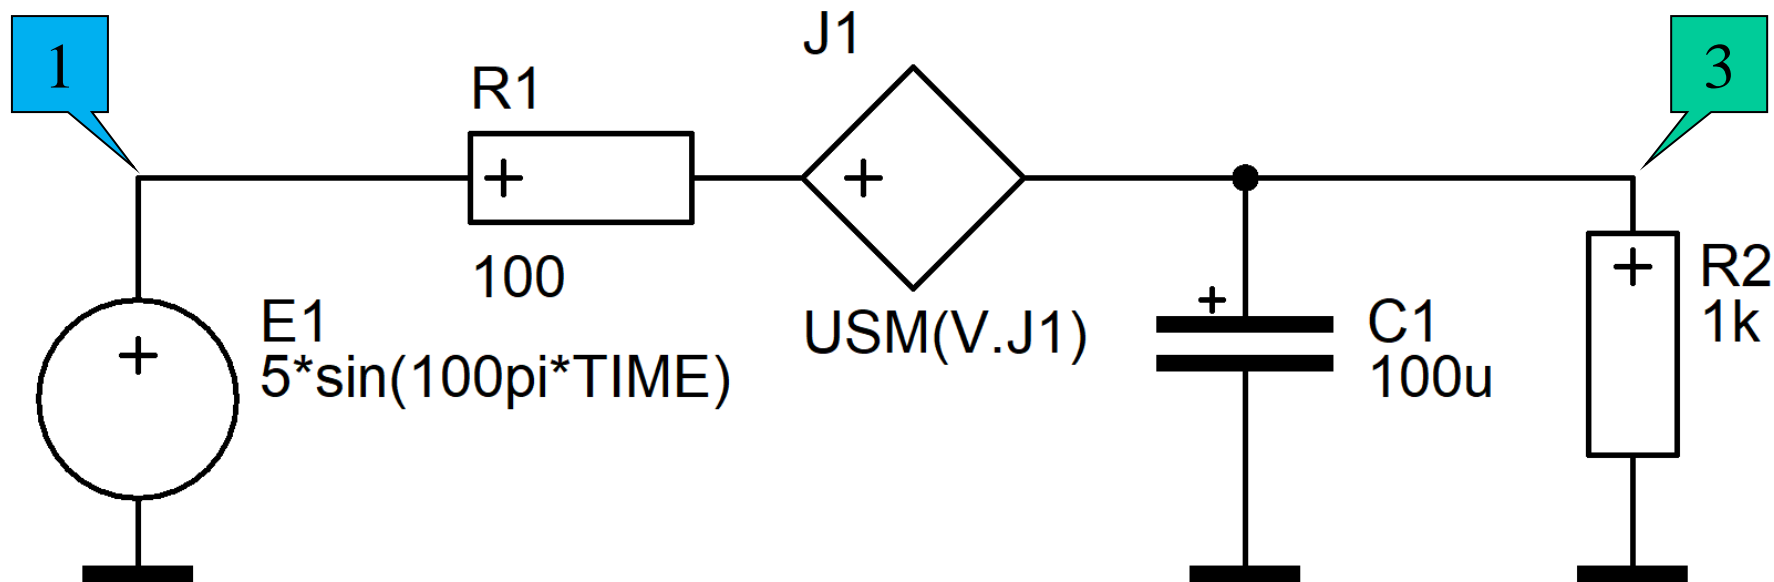 1
R1
100
J1
USM(V.J1)
3
E1
5*sin(100pi*TIME)
C1
100u
R2
1k